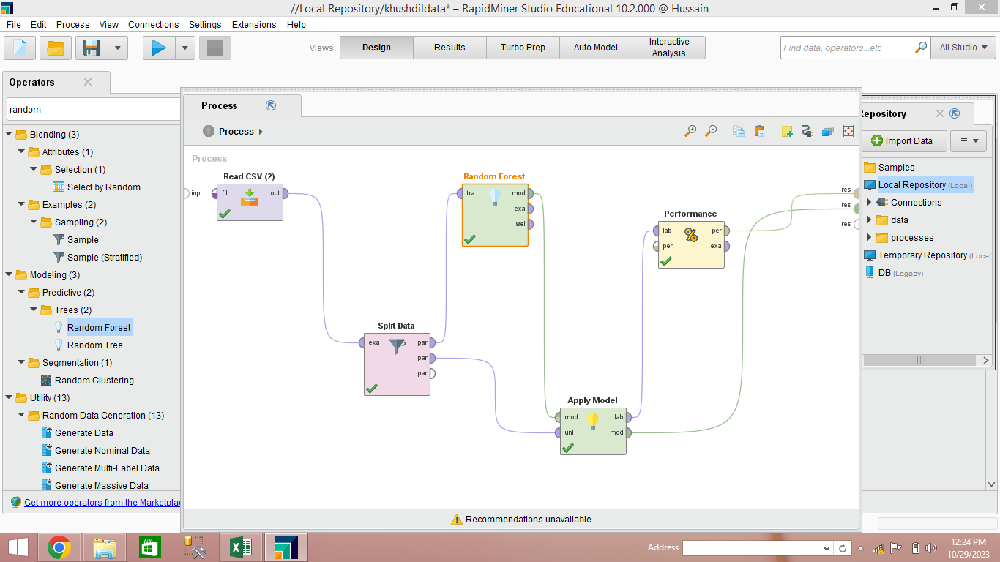 //Local Repository/khushdildata* – RapidMiner Studio Educational 10.2.000 @ Hussain
File Edit Process View Connections Settings Extensions Help
Views: Design Results Turbo Prep Auto Model Interactive Analysis
Find data, operators...etc
All Studio
Operators
random
Blending (3)
Attributes (1)
Selection (1)
Select by Random
Examples (2)
Sampling (2)
Sample
Sample (Stratified)
Modeling (3)
Predictive (2)
Trees (2)
Random Forest
Random Tree
Segmentation (1)
Random Clustering
Utility (13)
Random Data Generation (13)
Generate Data
Generate Nominal Data
Generate Multi-Label Data
Generate Massive Data
Get more operators from the Marketplac
Process
Process
Process
inp
Read CSV (2)
fil out
Random Forest
tra mod
exa
wei
Performance
lab per
per exa
Split Data
exa par
par
par
Apply Model
mod lab
unl mod
res
res
res
Recommendations unavailable
Repository
Import Data
Samples
Local Repository (Local)
Connections
data
processes
Temporary Repository (Local
DB (Legacy)
Address
12:24 PM
10/29/2023